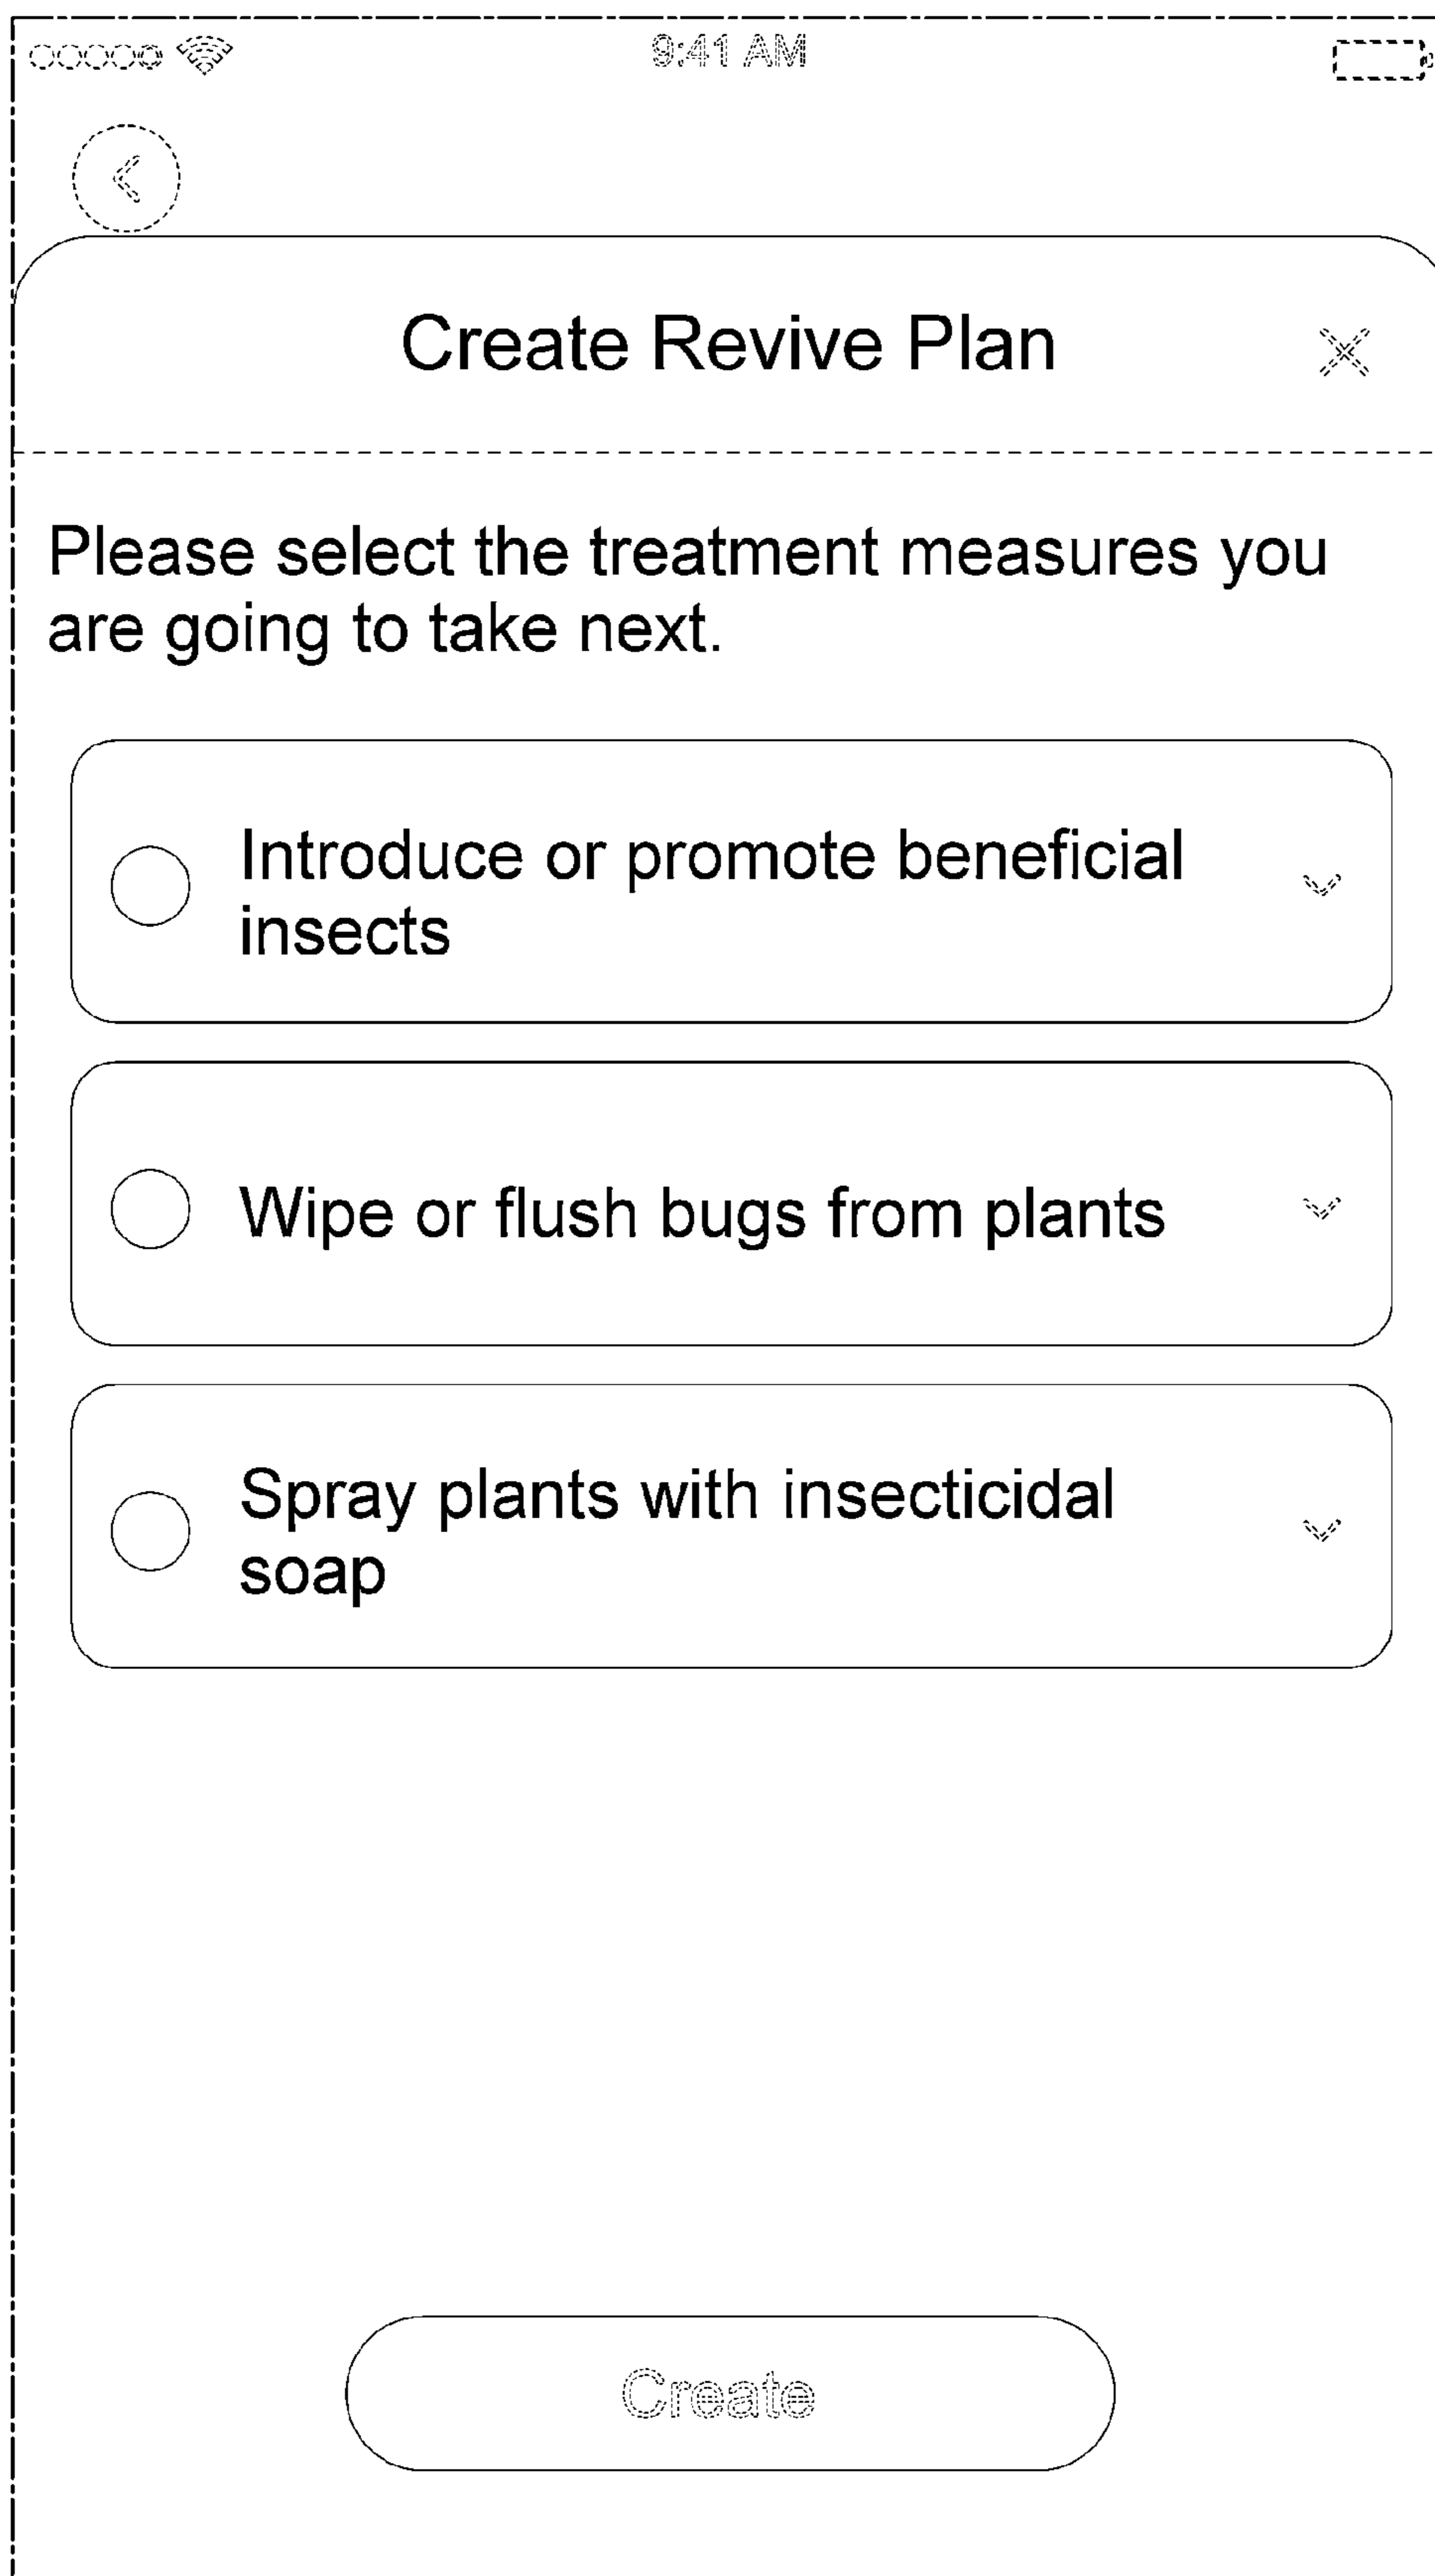 9:41 AM
Create Revive Plan
Please select the treatment measures you
are going to take next.
Introduce or promote beneficial
insects
Wipe or flush bugs from plants
Spray plants with insecticidal
soap
Create